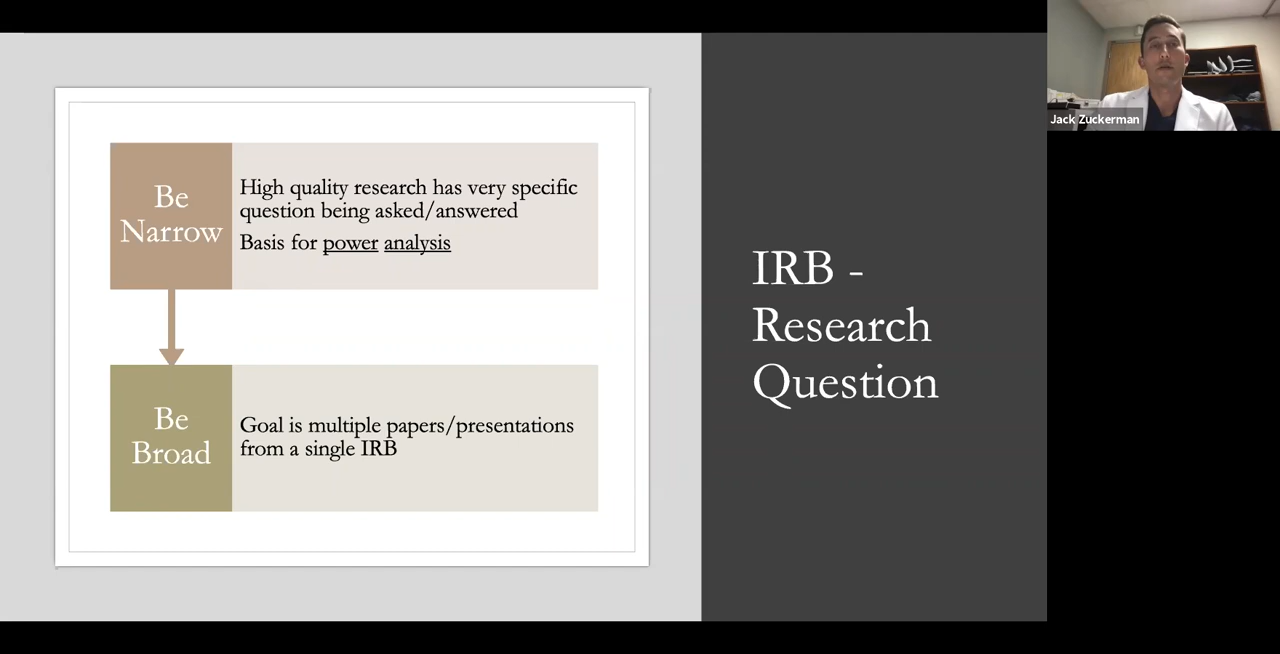 Be
Narrow
High quality research has very specific
question being asked/answered
Basis for power analysis
Be
Broad
Goal is multiple papers/presentations
from a single IRB
IRB -
Research
Question
Jack Zuckerman